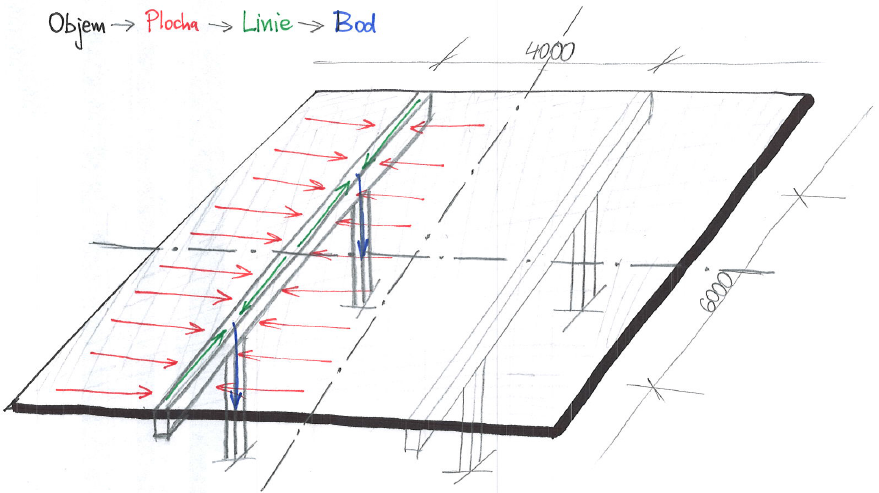 Objem → Plocha → Linie → Bod
4000
6000